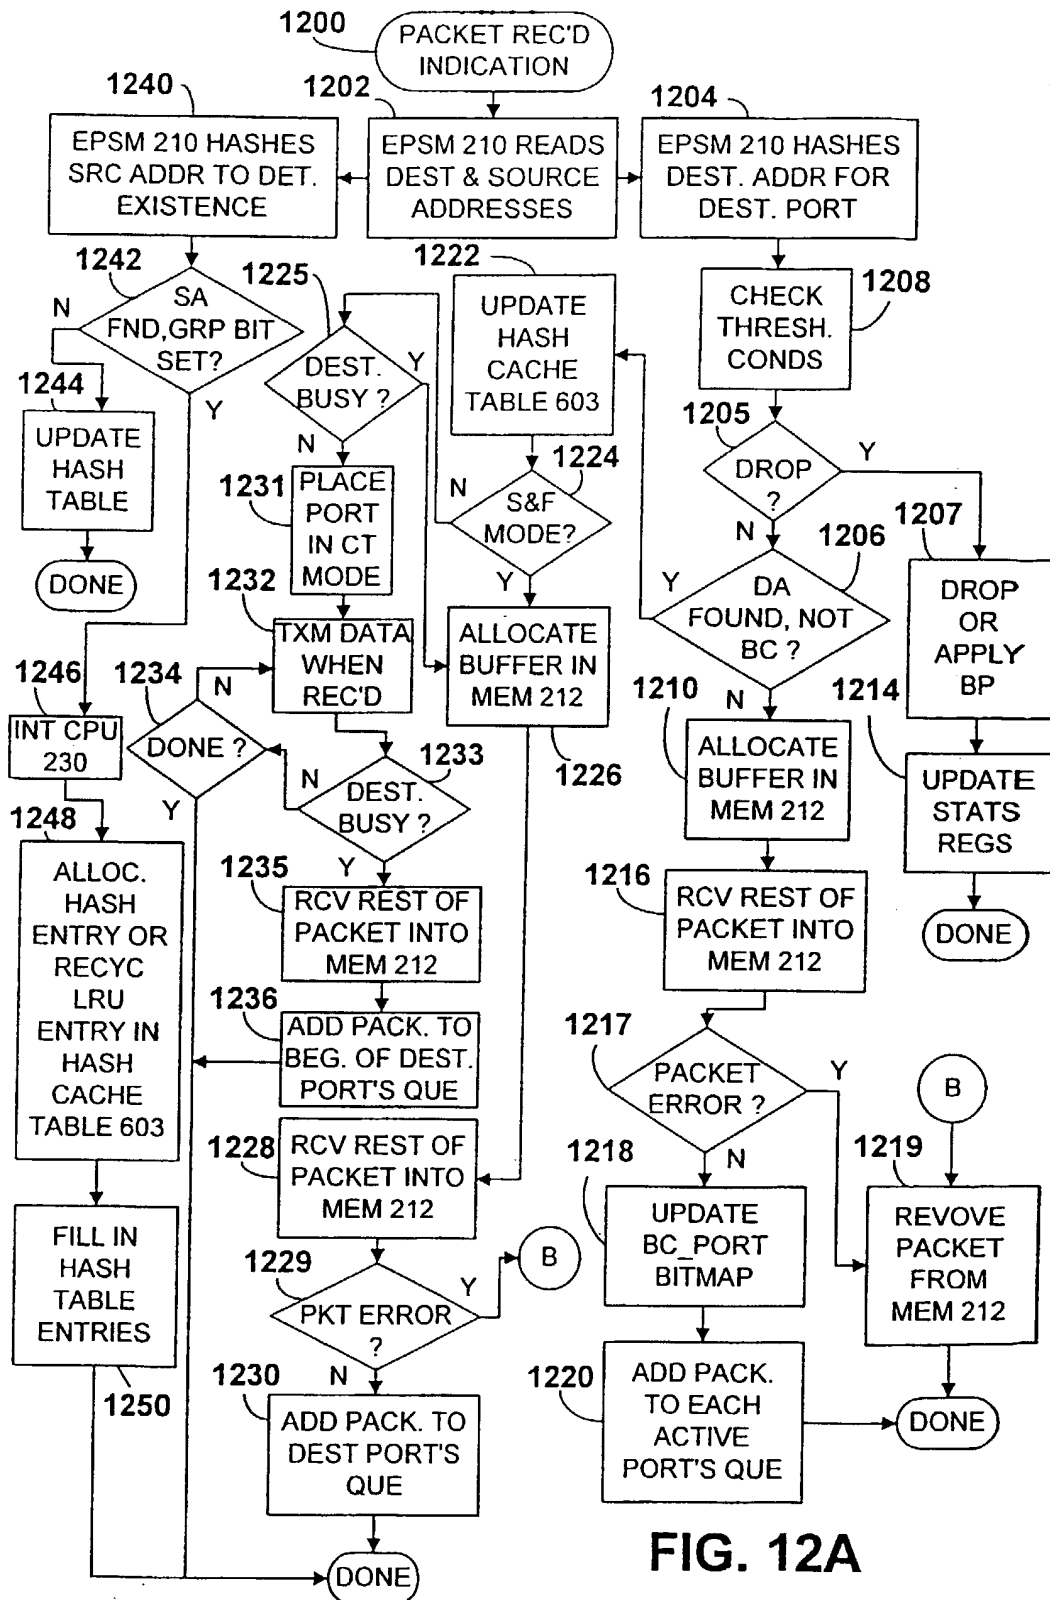 1200
PACKET REC'D
INDICATION
1240
1202
1204
EPSM 210 HASHES
SRC ADDR TO DET.
EXISTENCE
EPSM 210 READS
DEST & SOURCE
ADDRESSES
EPSM 210 HASHES
DEST. ADDR FOR
DEST. PORT
1242
SA
FND,GRP BIT
SET?
N
Y
1244
UPDATE
HASH
TABLE
DONE
1246
INT CPU
230
1248
ALLOC.
HASH
ENTRY OR
RECYC
LRU
ENTRY IN
HASH
CACHE
TABLE 603
FILL IN
HASH
TABLE
ENTRIES
1250
1225
DEST.
BUSY ?
Y
N
1231
PLACE
PORT
IN CT
MODE
1232
TXM DATA
WHEN
REC'D
1234
N
DONE ?
Y
1233
DEST.
BUSY ?
N
Y
1235
RCV REST OF
PACKET INTO
MEM 212
1236
ADD PACK. TO
BEG. OF DEST.
PORT'S QUE
1228
RCV REST OF
PACKET INTO
MEM 212
1229
PKT ERROR
?
Y
B
N
1230
ADD PACK. TO
DEST PORT'S
QUE
DONE
1222
UPDATE
HASH
CACHE
TABLE 603
1224
S&F
MODE?
N
Y
ALLOCATE
BUFFER IN
MEM 212
1226
1208
CHECK
THRESH.
CONDS
1205
DROP
?
Y
N
1206
DA
FOUND, NOT
BC ?
Y
N
1207
DROP
OR
APPLY
BP
1214
UPDATE
STATS
REGS
DONE
1210
ALLOCATE
BUFFER IN
MEM 212
1216
RCV REST OF
PACKET INTO
MEM 212
1217
PACKET
ERROR ?
Y
N
B
1218
UPDATE
BC_PORT
BITMAP
1219
REVOVE
PACKET
FROM
MEM 212
1220
ADD PACK.
TO EACH
ACTIVE
PORT'S QUE
DONE
FIG. 12A